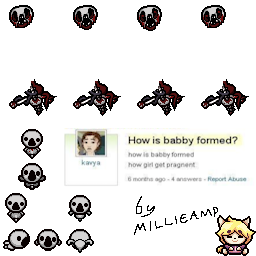 How is babby formed?
how is babby formed
how girl get pragnent
kavya
6 months ago - 4 answers - Report Abuse
by
MILLIEAMP